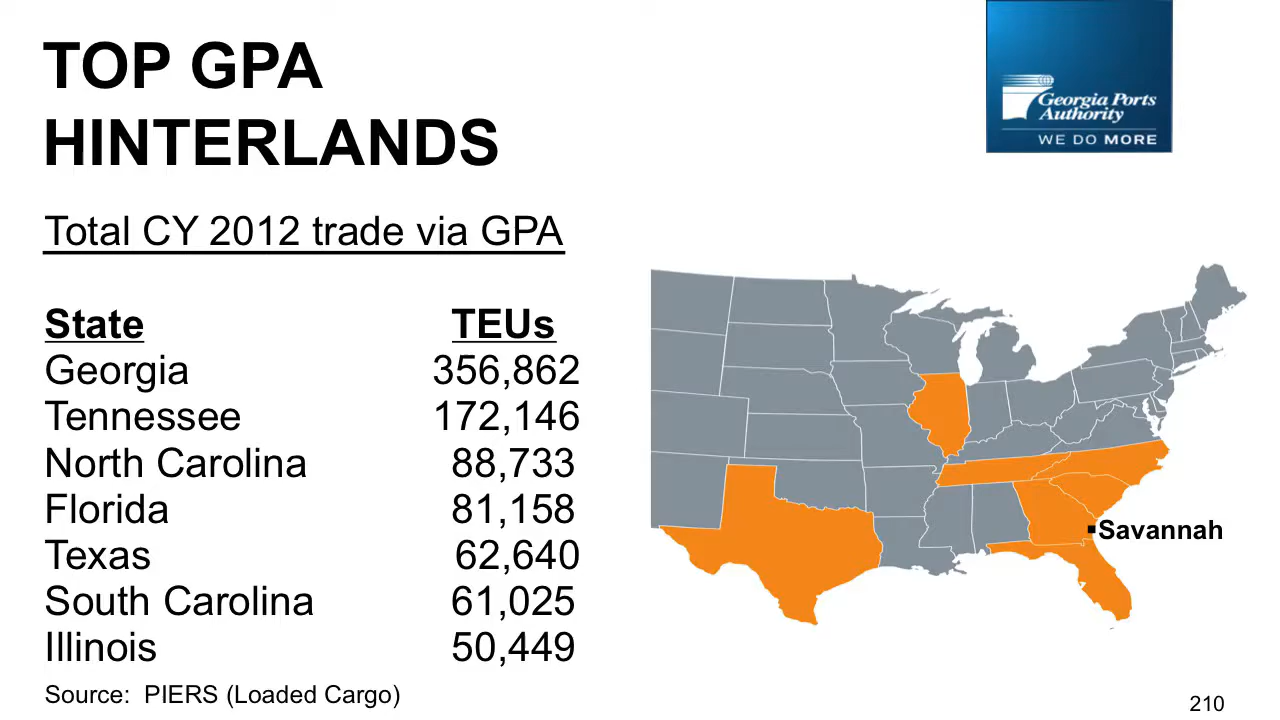 TOP GPA
HINTERLANDS
Georgia Ports
Authority
WE DO MORE
Total CY 2012 trade via GPA
State TEUs
Georgia 356,862
Tennessee 172,146
North Carolina 88,733
Florida 81,158
Texas 62,640
South Carolina 61,025
Illinois 50,449
Savannah
Source: PIERS (Loaded Cargo)
210